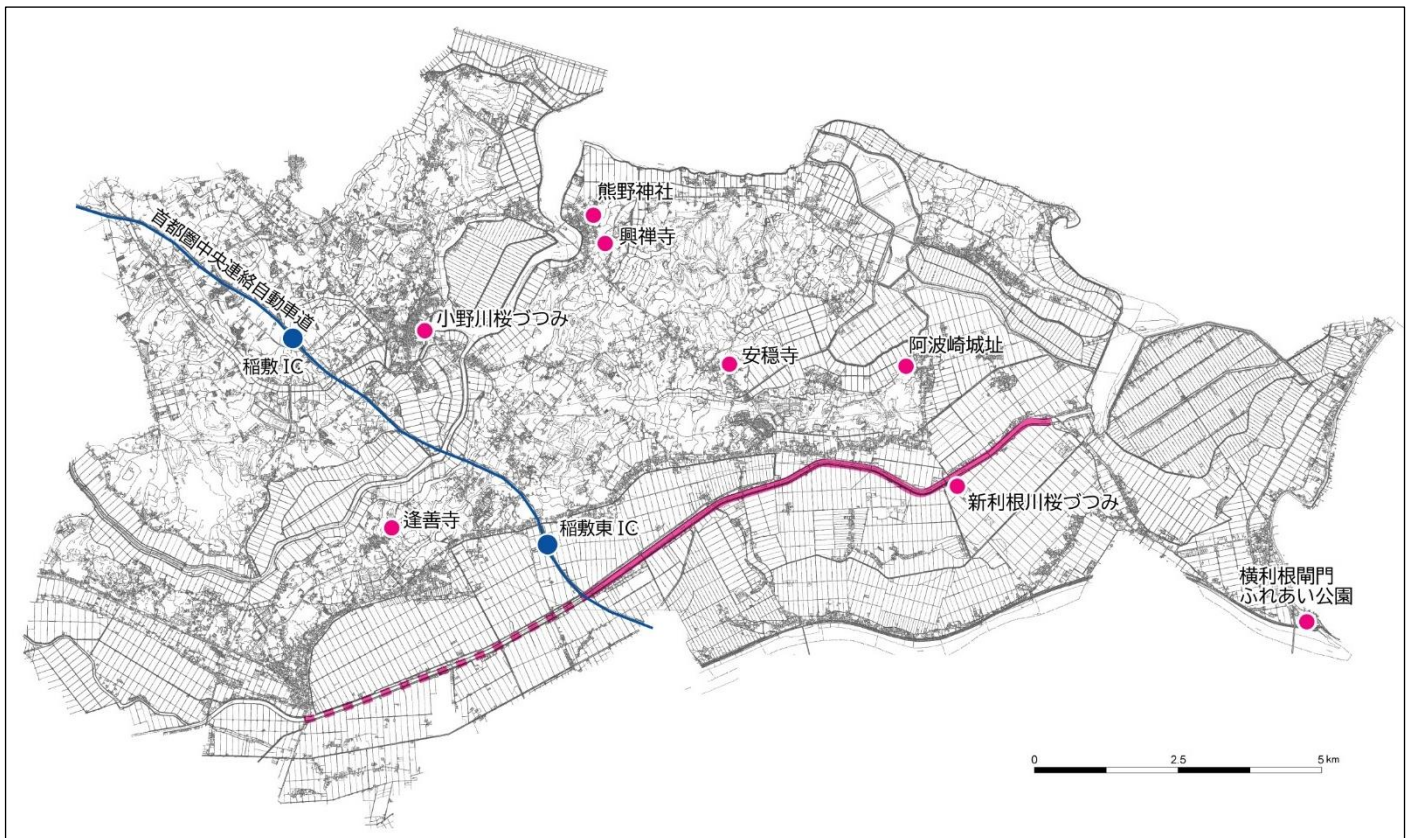 熊野神社
興禅寺
首都圏中央連絡自動車道
小野川桜づつみ
稲敷 IC
安穏寺
阿波崎城址
新利根川桜づつみ
逢善寺
稲敷東 IC
横利根閘門
ふれあい公園
0 2.5 5 km